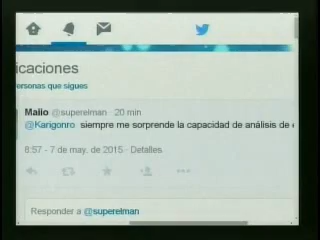 icaciones
ersonas que sigues
Malio @superelman · 20 min
@Karigonro siempre me sorprende la capacidad de análisis de
8:57 - 7 de may. de 2015 · Detalles
Responder a @superelman